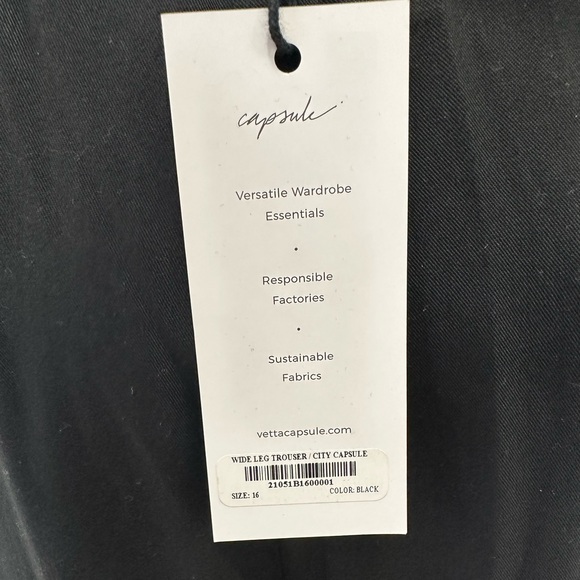 capsule
Versatile Wardrobe
Essentials
•
Responsible
Factories
•
Sustainable
Fabrics
vettacapsule.com
WIDE LEG TROUSER / CITY CAPSULE
21051B1600001
SIZE: 16 COLOR: BLACK